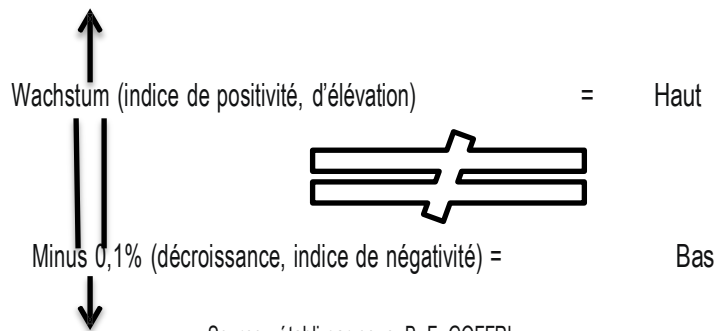 Wachstum (indice de positivité, d'élévation) = Haut
Minus 0,1% (décroissance, indice de négativité) = Bas